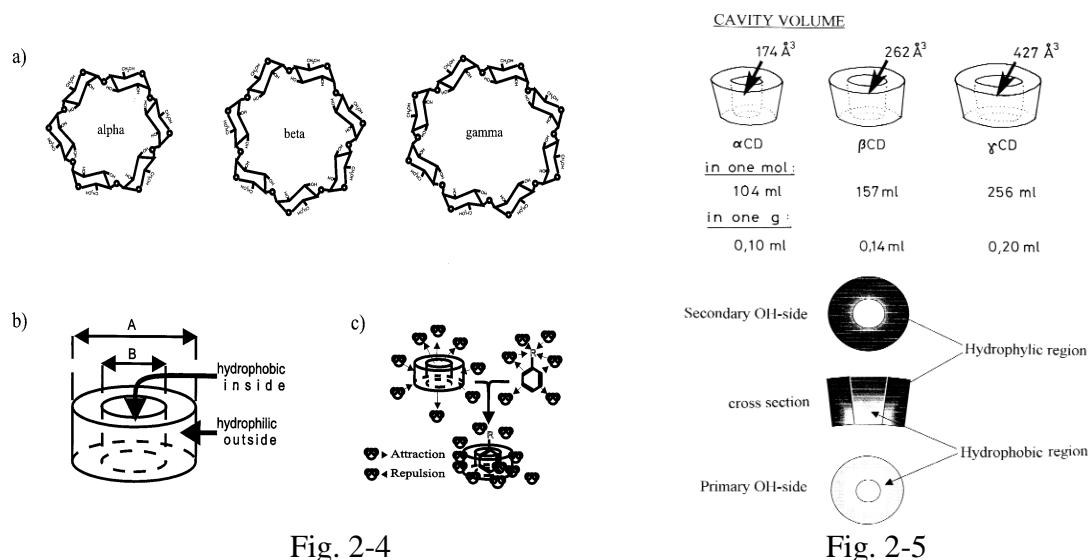 a)
alpha
beta
gamma
b)
A
B
hydrophobic
inside
hydrophilic
outside
c)
R
R
Attraction
Repulsion
Fig. 2-4
CAVITY VOLUME
174 Å³ 262 Å³ 427 Å³
αCD βCD γCD
in one mol:
104 ml 157 ml 256 ml
in one g:
0,10 ml 0,14 ml 0,20 ml
Secondary OH-side
Hydrophylic region
cross section
Hydrophobic region
Primary OH-side
Fig. 2-5